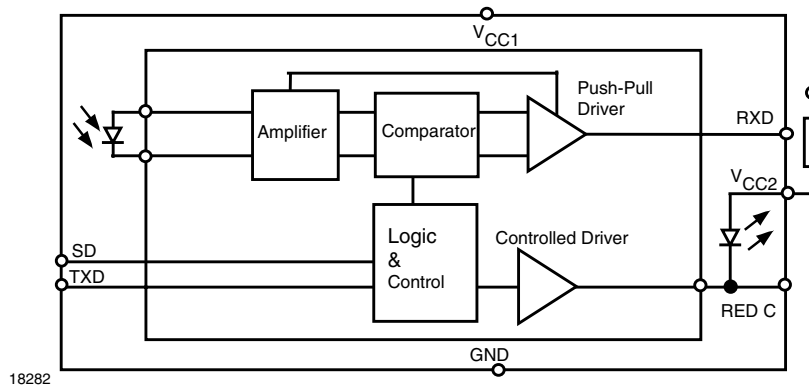 VCC1
Push-Pull
Driver
Amplifier
Comparator
RXD
VCC2
Logic
&
Control
Controlled Driver
SD
TXD
RED C
GND
18282